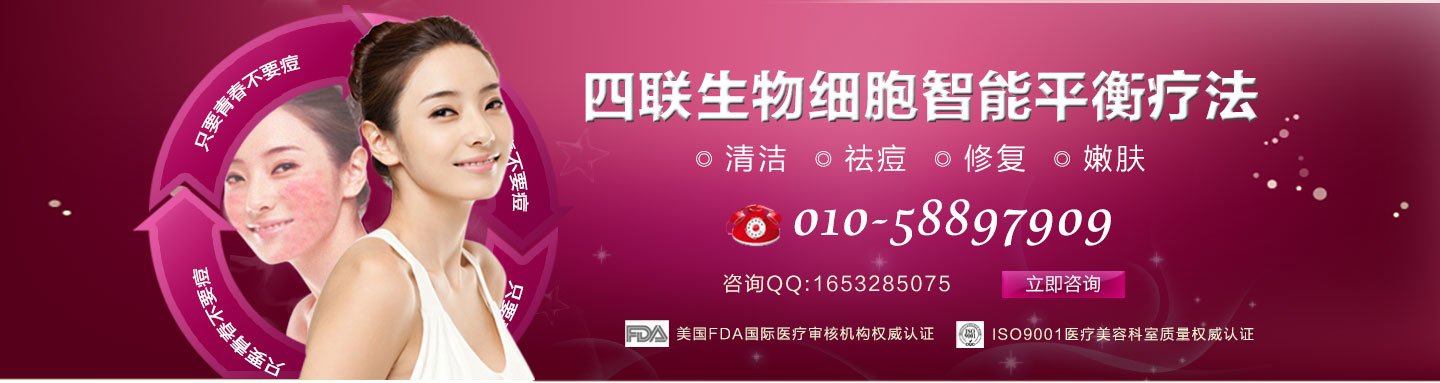 只要青春不要痘
不要痘
只要青春不要痘
只要
四联生物细胞智能平衡疗法
清洁 祛痘 修复 嫩肤
010-58897909
咨询QQ:1653285075 立即咨询
FDA 美国FDA国际医疗审核机构权威认证 ISO 9001 ISO9001医疗美容科室质量权威认证